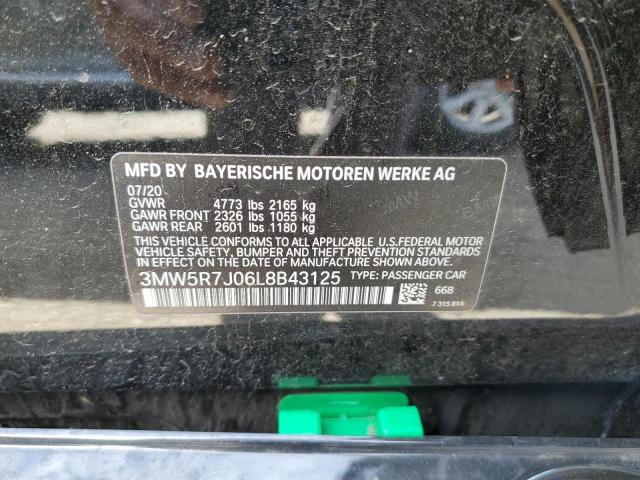 MFD BY BAYERISCHE MOTOREN WERKE AG
07/20
GVWR 4773 lbs 2165 kg
GAWR FRONT 2326 lbs 1055 kg
GAWR REAR 2601 lbs 1180 kg
THIS VEHICLE CONFORMS TO ALL APPLICABLE U.S.FEDERAL MOTOR
VEHICLE SAFETY, BUMPER, AND THEFT PREVENTION STANDARDS
IN EFFECT ON THE DATE OF MANUFACTURE SHOWN ABOVE.
3MW5R7J06L8B43125 TYPE: PASSENGER CAR
668
7 315 814